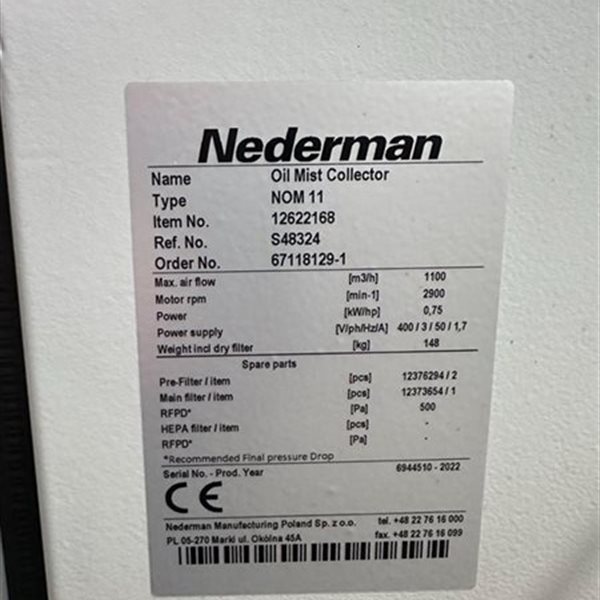 Nederman
Name Oil Mist Collector
Type NOM 11
Item No. 12622168
Ref. No. S48324
Order No. 67118129-1
Max. air flow [m3/h] 1100
Motor rpm [min-1] 2900
Power [kW/hp] 0,75
Power supply [V/ph/Hz/A] 400 / 3 / 50 / 1,7
Weight incl dry filter [kg] 148
Spare parts
Pre-Filter / item [pcs] 12376294 / 2
Main filter / item [pcs] 12373654 / 1
RFPD* [Pa] 500
HEPA filter / item [pcs] -
RFPD* [Pa] -
*Recommended Final pressure Drop
Serial No. - Prod. Year 6944510 - 2022
CE
Nederman Manufacturing Poland Sp. z o.o. tel. +48 22 76 16 000
PL 05-270 Marki ul. Okólna 45A fax. +48 22 76 16 099